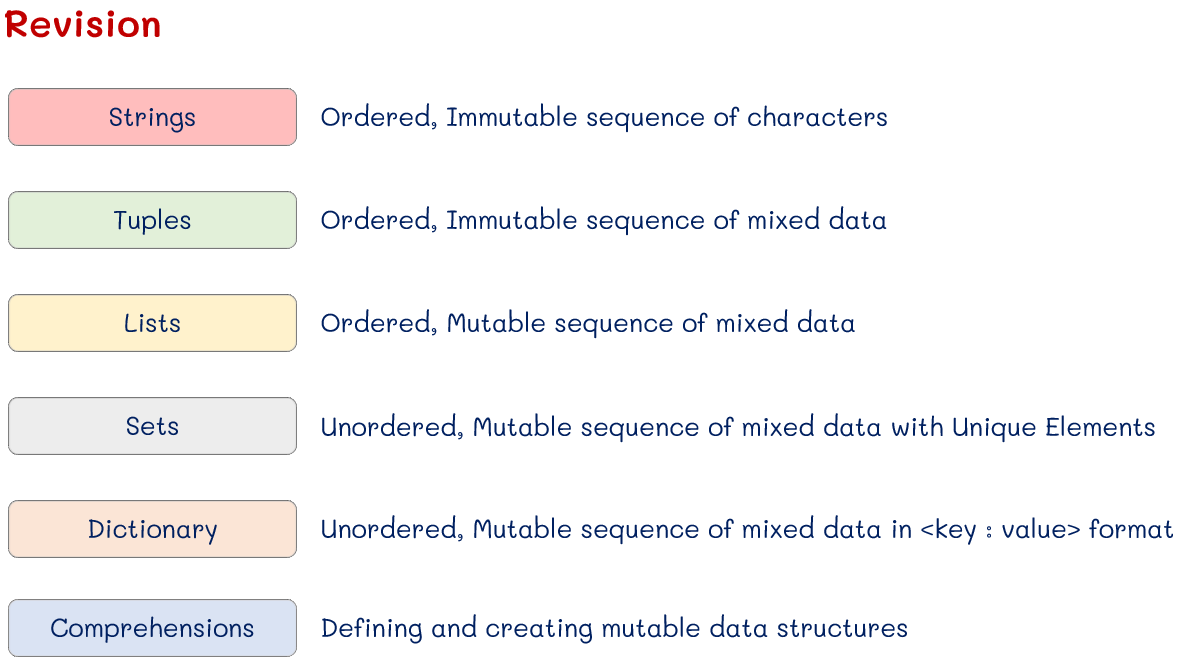 Revision
Strings
Ordered, Immutable sequence of characters
Tuples
Ordered, Immutable sequence of mixed data
Lists
Ordered, Mutable sequence of mixed data
Sets
Unordered, Mutable sequence of mixed data with Unique Elements
Dictionary
Unordered, Mutable sequence of mixed data in <key : value> format
Comprehensions
Defining and creating mutable data structures